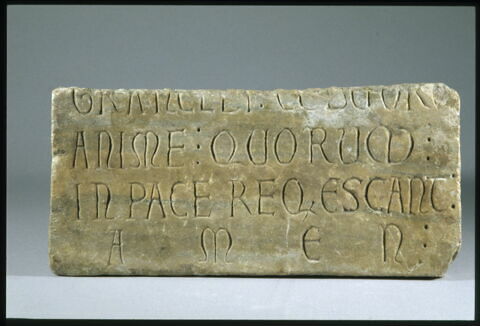 ANIME : QUORUM :
IN PACE REQESCANT :
A M E N :